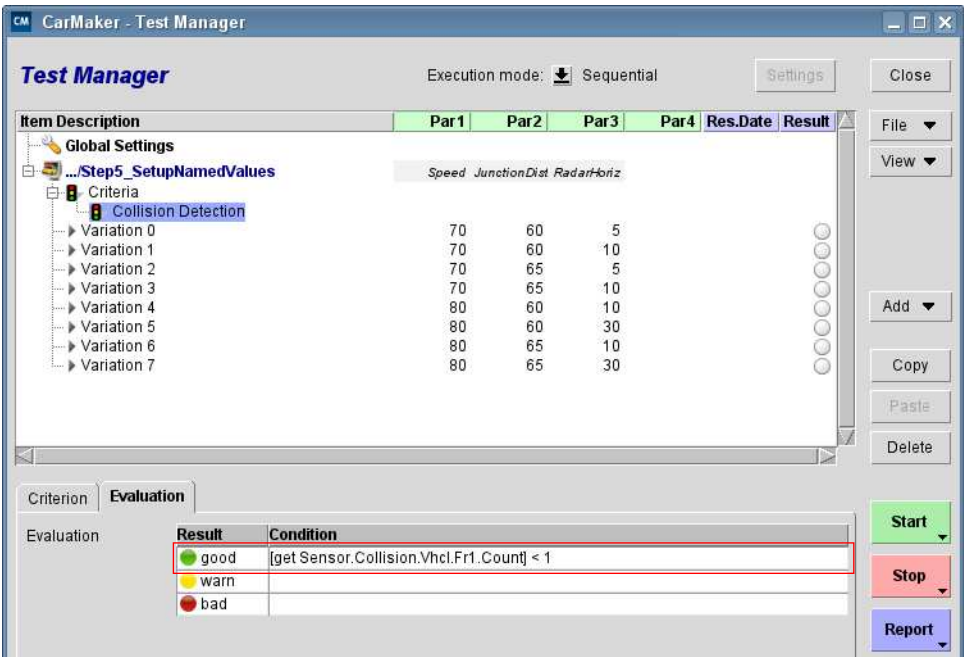 CM CarMaker - Test Manager
Test Manager Execution mode: Sequential Settings Close
Item Description Par1 Par2 Par3 Par4 Res.Date Result
File
Global Settings
View
.../Step5_SetupNamedValues Speed JunctionDist RadarHoriz
Criteria
Collision Detection
Variation 0 70 60 5
Variation 1 70 60 10
Variation 2 70 65 5
Variation 3 70 65 10
Variation 4 80 60 10
Add
Variation 5 80 60 30
Variation 6 80 65 10
Variation 7 80 65 30
Copy
Paste
Delete
Criterion Evaluation
Start
Evaluation Result Condition
good [get Sensor.Collision.Vhcl.Fr1.Count] < 1
warn
Stop
bad
Report